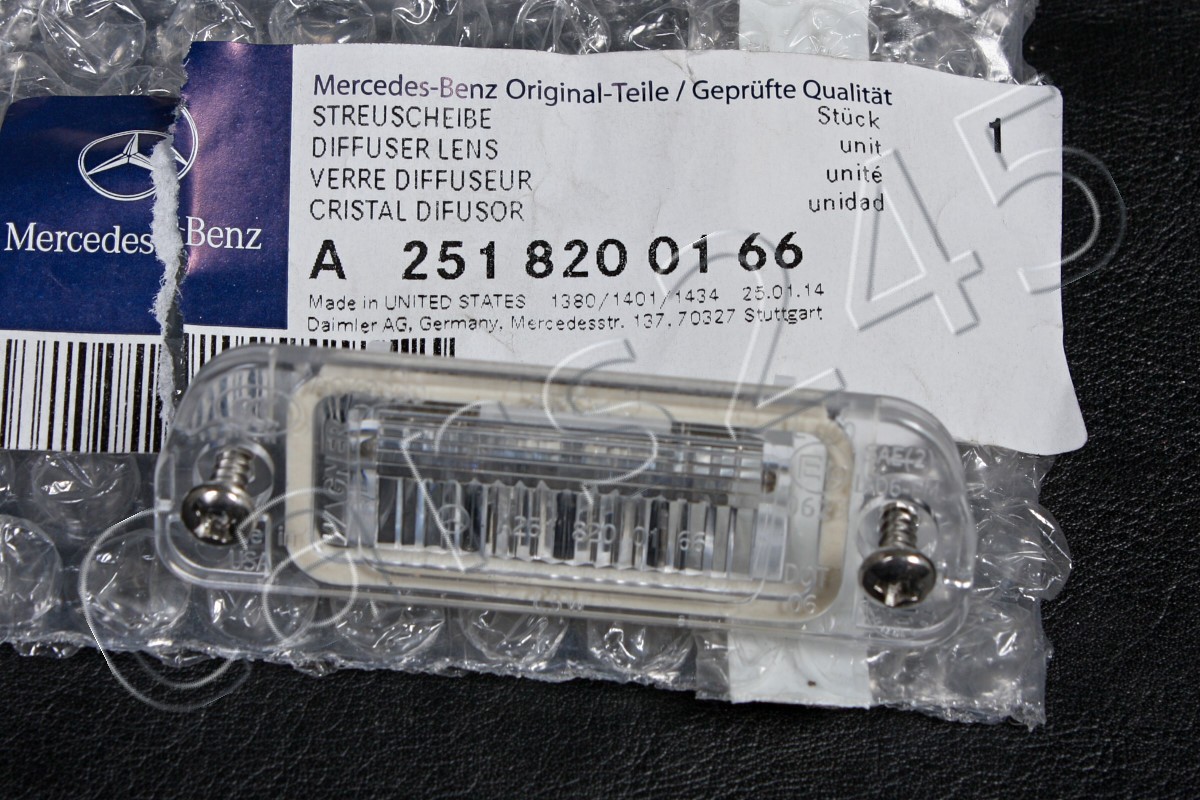 Mercedes-Benz
Mercedes-Benz Original-Teile / Geprüfte Qualität
STREUSCHEIBE Stück 1
DIFFUSER LENS unit
VERRE DIFFUSEUR unité
CRISTAL DIFUSOR unidad
A 251 820 01 66
Made in UNITED STATES 1380/1401/1434 25.01.14
Daimler AG, Germany, Mercedesstr. 137, 70327 Stuttgart
MAGNE
251 820 01 66
DOT
cars245